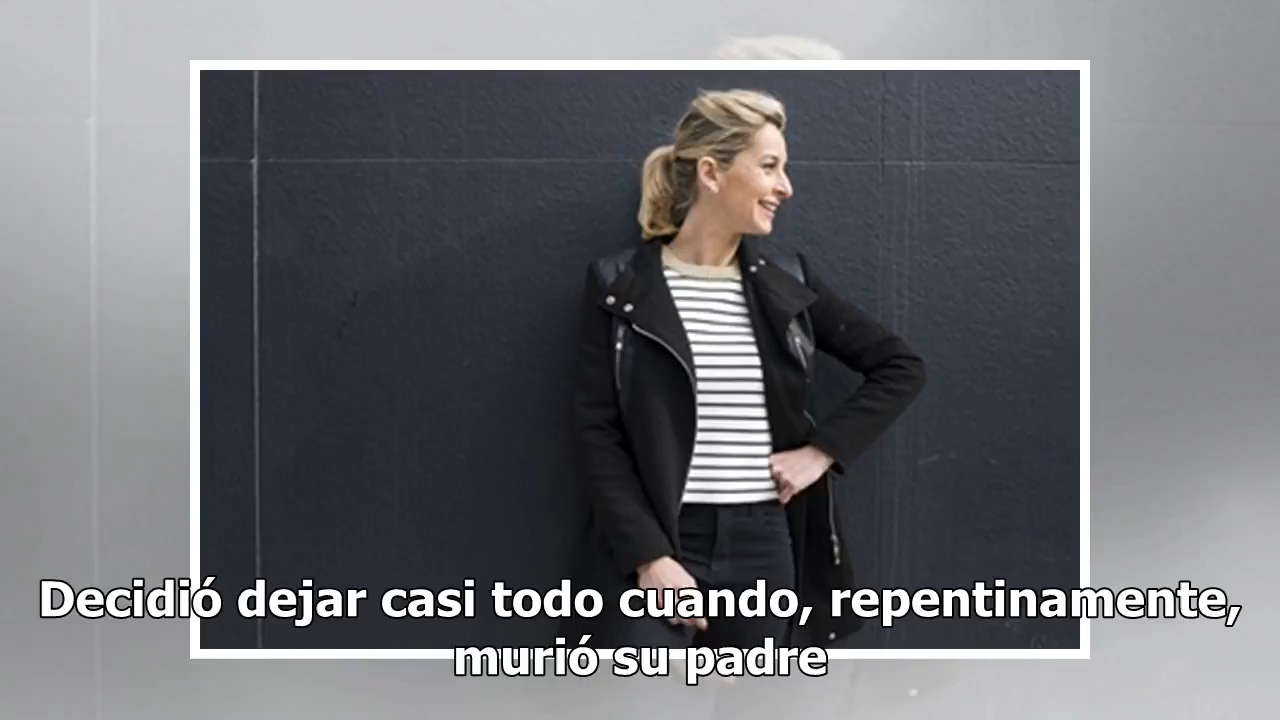 Decidió dejar casi todo cuando, repentinamente,
murió su padre